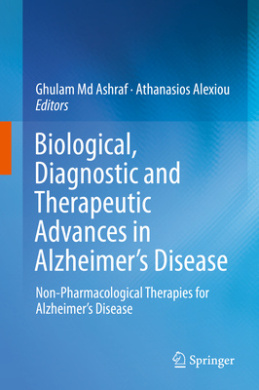 Ghulam Md Ashraf · Athanasios Alexiou
Editors
Biological,
Diagnostic and
Therapeutic
Advances in
Alzheimer's Disease
Non-Pharmacological Therapies for
Alzheimer's Disease
Springer